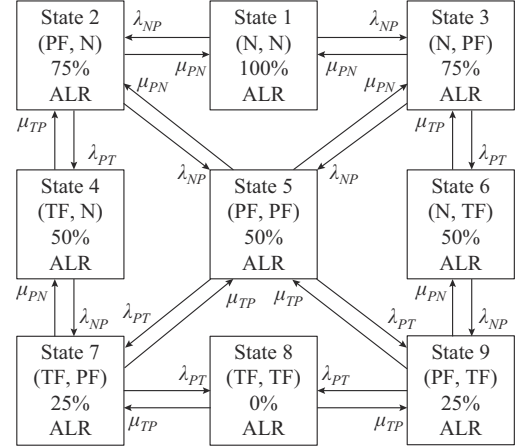 State 2
(PF, N)
75%
ALR
λNP
μPN
State 1
(N, N)
100%
ALR
λNP
μPN
State 3
(N, PF)
75%
ALR
μPN
μPN
μTP
λPT
λNP
λNP
μTP
λPT
State 4
(TF, N)
50%
ALR
State 5
(PF, PF)
50%
ALR
State 6
(N, TF)
50%
ALR
μPN
λNP
λPT
μTP
μTP
λPT
μPN
λNP
State 7
(TF, PF)
25%
ALR
λPT
μTP
State 8
(TF, TF)
0%
ALR
λPT
μTP
State 9
(PF, TF)
25%
ALR